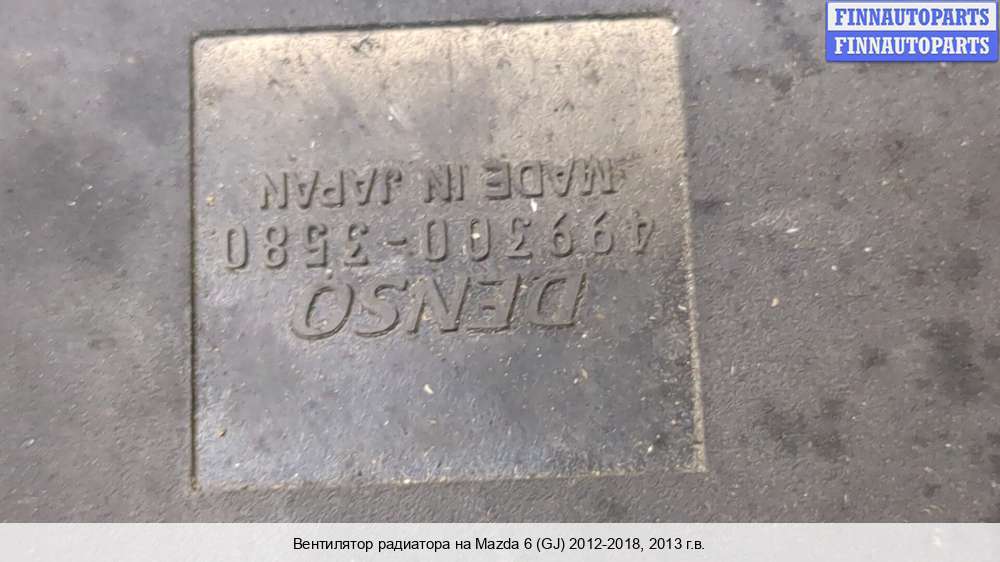 FINNAUTOPARTS
FINNAUTOPARTS
DENSO
499300-3580
MADE IN JAPAN
Вентилятор радиатора на Mazda 6 (GJ) 2012-2018, 2013 г.в.